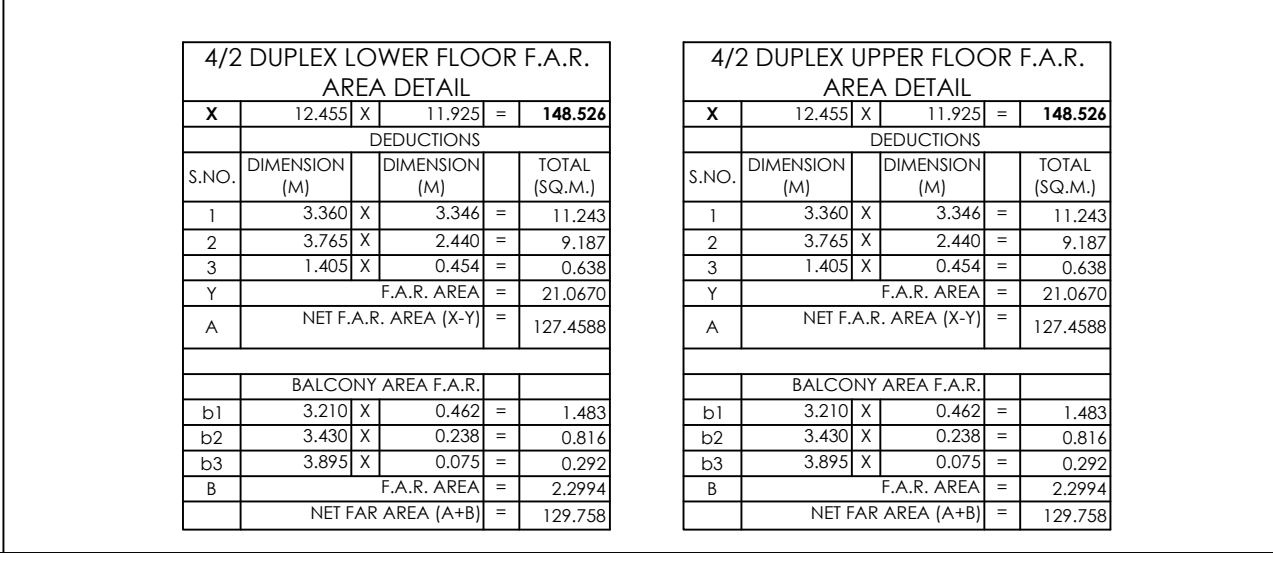 4/2 DUPLEX LOWER FLOOR F.A.R.
AREA DETAIL
X 12.455 X 11.925 = 148.526
DEDUCTIONS
S.NO. DIMENSION (M) DIMENSION (M) TOTAL (SQ.M.)
1 3.360 X 3.346 = 11.243
2 3.765 X 2.440 = 9.187
3 1.405 X 0.454 = 0.638
Y F.A.R. AREA = 21.0670
A NET F.A.R. AREA (X-Y) = 127.4588
BALCONY AREA F.A.R.
b1 3.210 X 0.462 = 1.483
b2 3.430 X 0.238 = 0.816
b3 3.895 X 0.075 = 0.292
B F.A.R. AREA = 2.2994
NET FAR AREA (A+B) = 129.758
4/2 DUPLEX UPPER FLOOR F.A.R.
AREA DETAIL
X 12.455 X 11.925 = 148.526
DEDUCTIONS
S.NO. DIMENSION (M) DIMENSION (M) TOTAL (SQ.M.)
1 3.360 X 3.346 = 11.243
2 3.765 X 2.440 = 9.187
3 1.405 X 0.454 = 0.638
Y F.A.R. AREA = 21.0670
A NET F.A.R. AREA (X-Y) = 127.4588
BALCONY AREA F.A.R.
b1 3.210 X 0.462 = 1.483
b2 3.430 X 0.238 = 0.816
b3 3.895 X 0.075 = 0.292
B F.A.R. AREA = 2.2994
NET FAR AREA (A+B) = 129.758